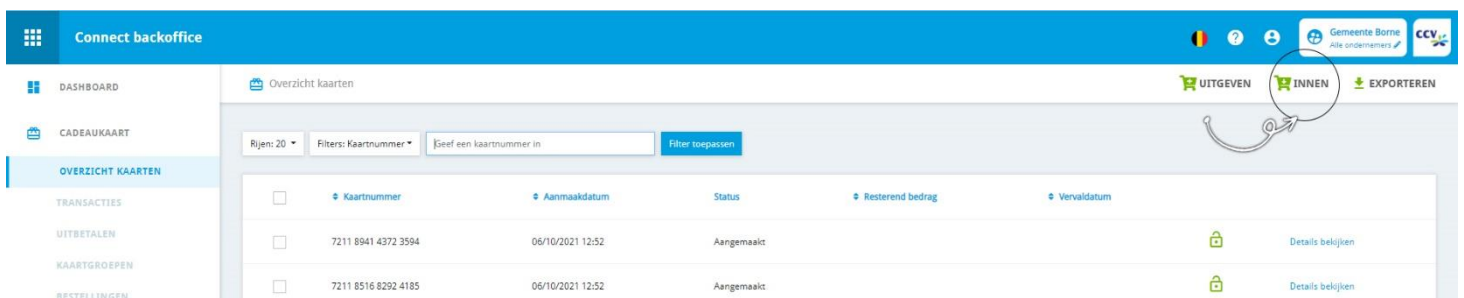 Connect backoffice
Gemeente Borne
Alle ondernemers
CCV
DASHBOARD
Overzicht kaarten
UITGEVEN
INNEN
EXPORTEREN
CADEAUKAART
Rijen: 20
Filters: Kaartnummer
Geef een kaartnummer in
Filter toepassen
OVERZICHT KAARTEN
Kaartnummer
Aanmaakdatum
Status
Resterend bedrag
Vervaldatum
TRANSACTIES
UITBETALEN
7211 8941 4372 3594
06/10/2021 12:52
Aangemaakt
Details bekijken
KAARTGROEPEN
7211 8516 8292 4185
06/10/2021 12:52
Aangemaakt
Details bekijken
BESTELLINGEN